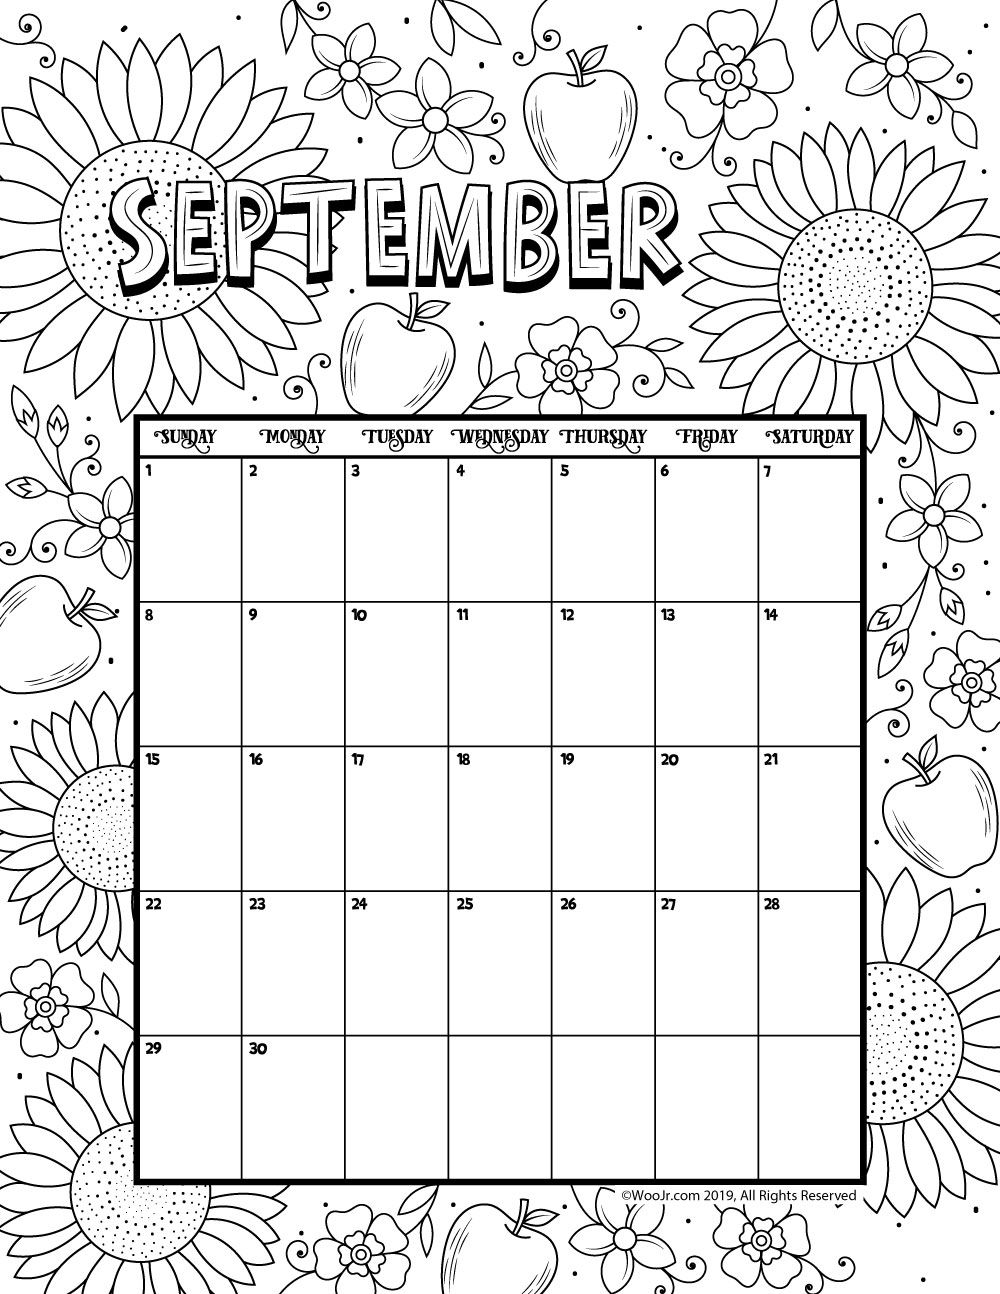 SEPTEMBER
SUNDAY MONDAY TUESDAY WEDNESDAY THURSDAY FRIDAY SATURDAY
1 2 3 4 5 6 7
8 9 10 11 12 13 14
15 16 17 18 19 20 21
22 23 24 25 26 27 28
29 30
©WooJr.com 2019, All Rights Reserved